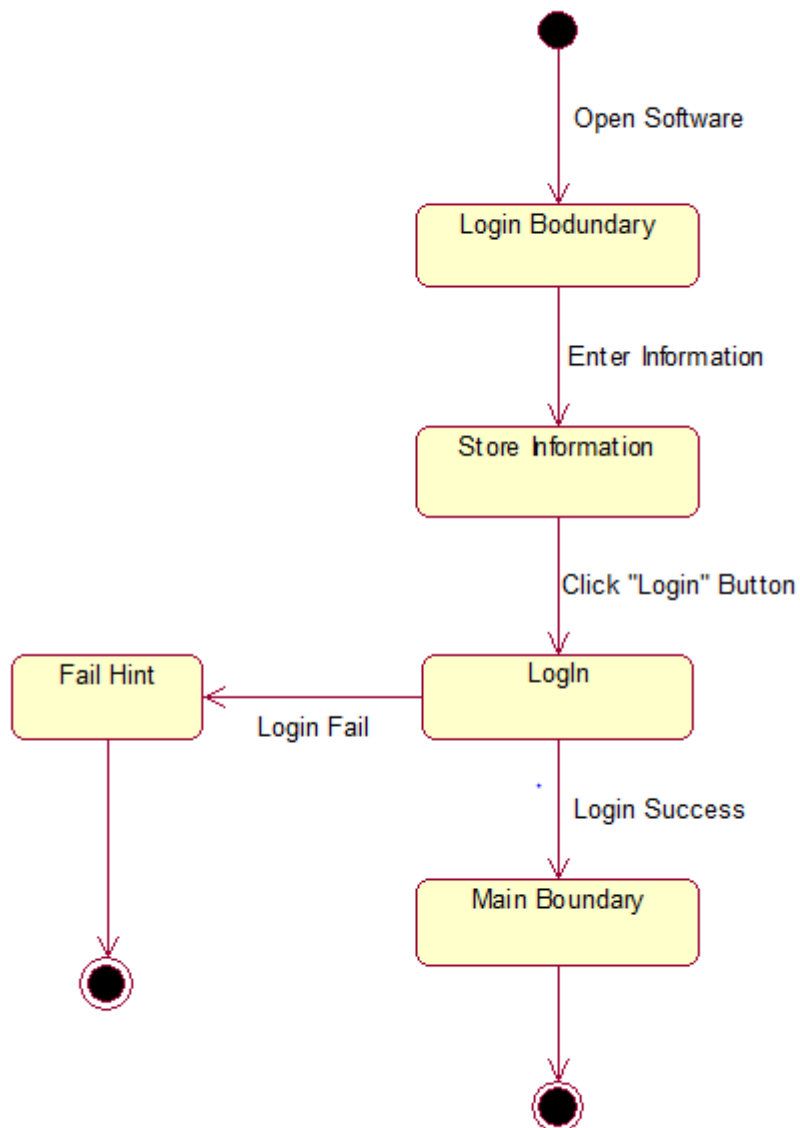 Open Software
Login Bodundary
Enter Information
Store Information
Click "Login" Button
Fail Hint
LogIn
Login Fail
Login Success
Main Boundary